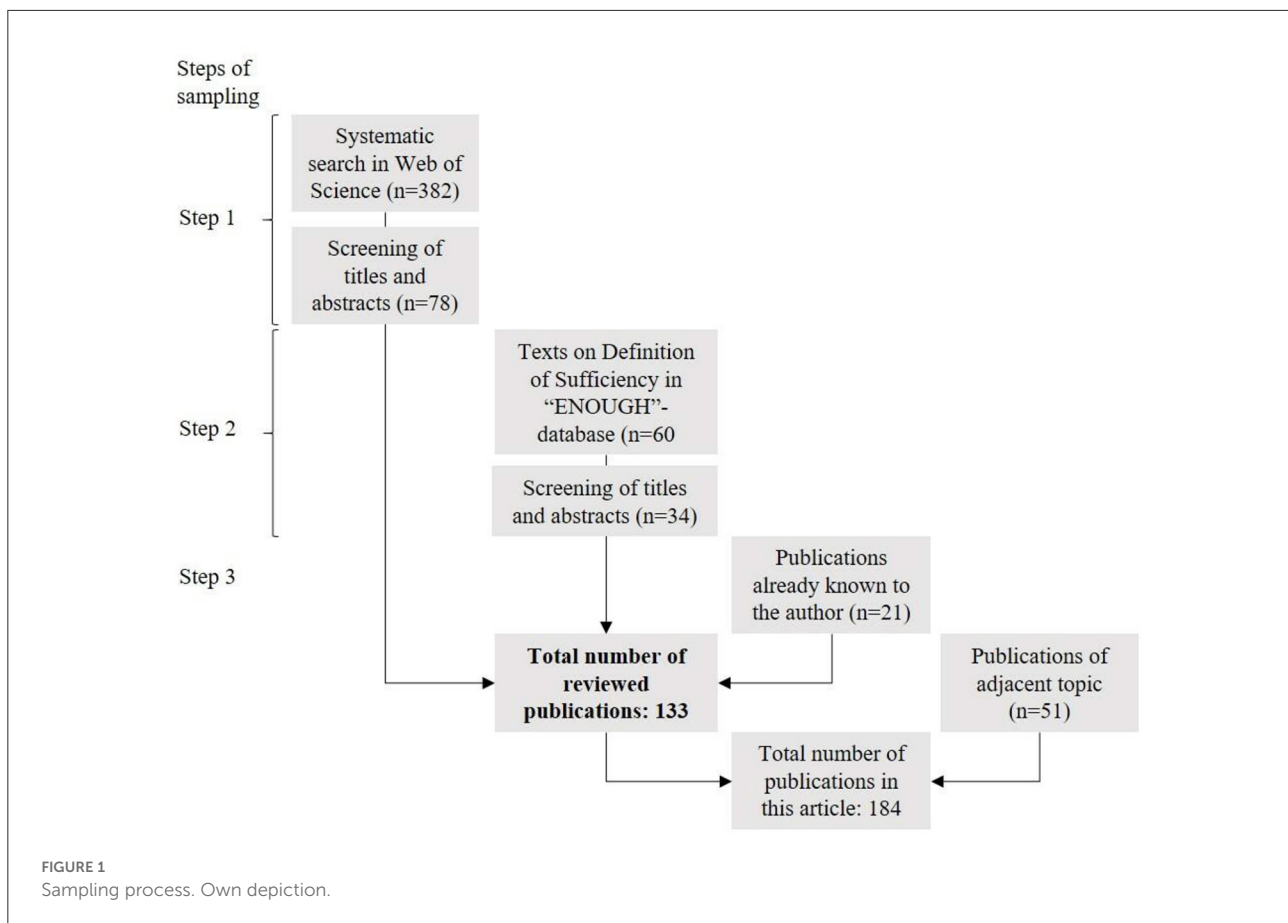 Steps of
sampling
Step 1
Systematic
search in Web of
Science (n=382)
Screening of
titles and
abstracts (n=78)
Step 2
Texts on Definition
of Sufficiency in
“ENOUGH”-
database (n=60
Screening of titles
and abstracts (n=34)
Step 3
Publications
already known to
the author (n=21)
Total number of
reviewed
publications: 133
Publications of
adjacent topic
(n=51)
Total number of
publications in
this article: 184
FIGURE 1
Sampling process. Own depiction.